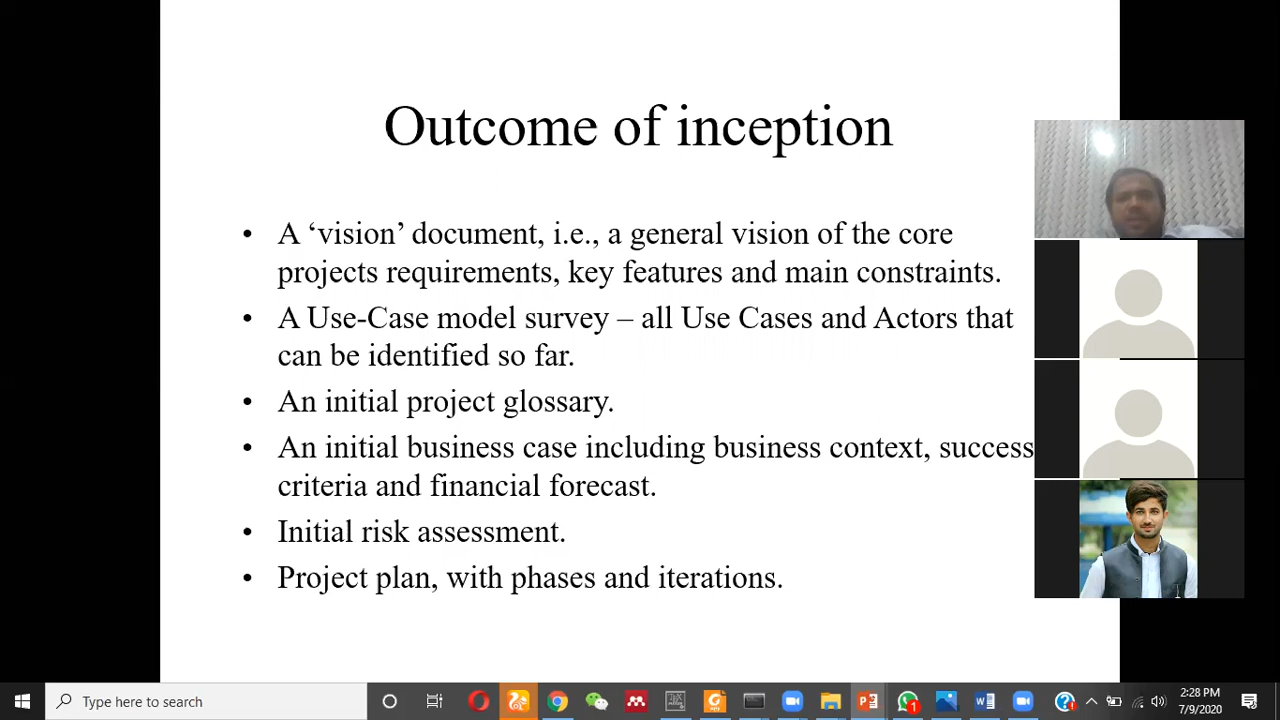 Outcome of inception
• A ‘vision’ document, i.e., a general vision of the core
projects requirements, key features and main constraints.
• A Use-Case model survey – all Use Cases and Actors that
can be identified so far.
• An initial project glossary.
• An initial business case including business context, success
criteria and financial forecast.
• Initial risk assessment.
• Project plan, with phases and iterations.
Type here to search
2:28 PM
7/9/2020